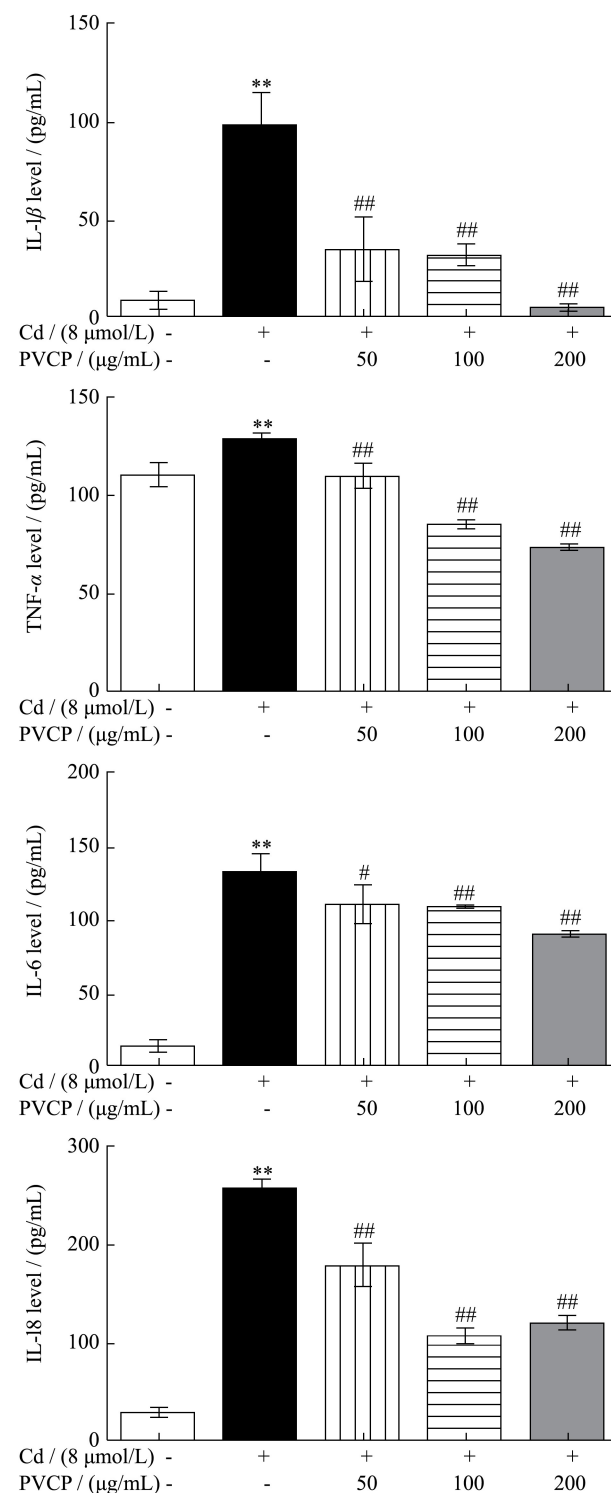 150
**
100
IL-1β level / (pg/mL)
##
##
50
##
0
Cd / (8 μmol/L) - + + + +
PVCP / (μg/mL) - - 50 100 200
150
**
##
100
##
TNF-α level / (pg/mL)
##
50
0
Cd / (8 μmol/L) - + + + +
PVCP / (μg/mL) - - 50 100 200
200
150
**
#
##
##
100
IL-6 level / (pg/mL)
50
0
Cd / (8 μmol/L) - + + + +
PVCP / (μg/mL) - - 50 100 200
300
**
##
200
IL-18 level / (pg/mL)
##
##
100
0
Cd / (8 μmol/L) - + + + +
PVCP / (μg/mL) - - 50 100 200